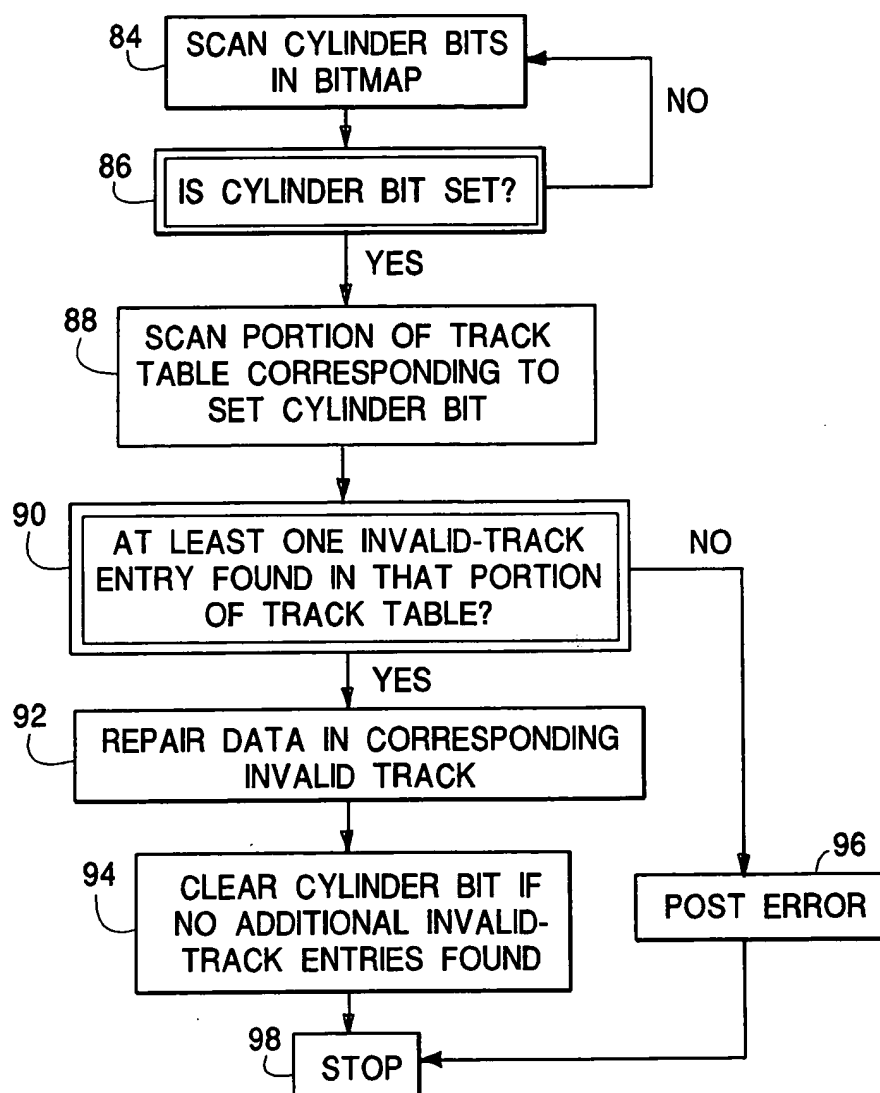 84
SCAN CYLINDER BITS
IN BITMAP
NO
86
IS CYLINDER BIT SET?
YES
88
SCAN PORTION OF TRACK
TABLE CORRESPONDING TO
SET CYLINDER BIT
90
AT LEAST ONE INVALID-TRACK
ENTRY FOUND IN THAT PORTION
OF TRACK TABLE?
NO
YES
92
REPAIR DATA IN CORRESPONDING
INVALID TRACK
94
CLEAR CYLINDER BIT IF
NO ADDITIONAL INVALID-
TRACK ENTRIES FOUND
96
POST ERROR
98
STOP